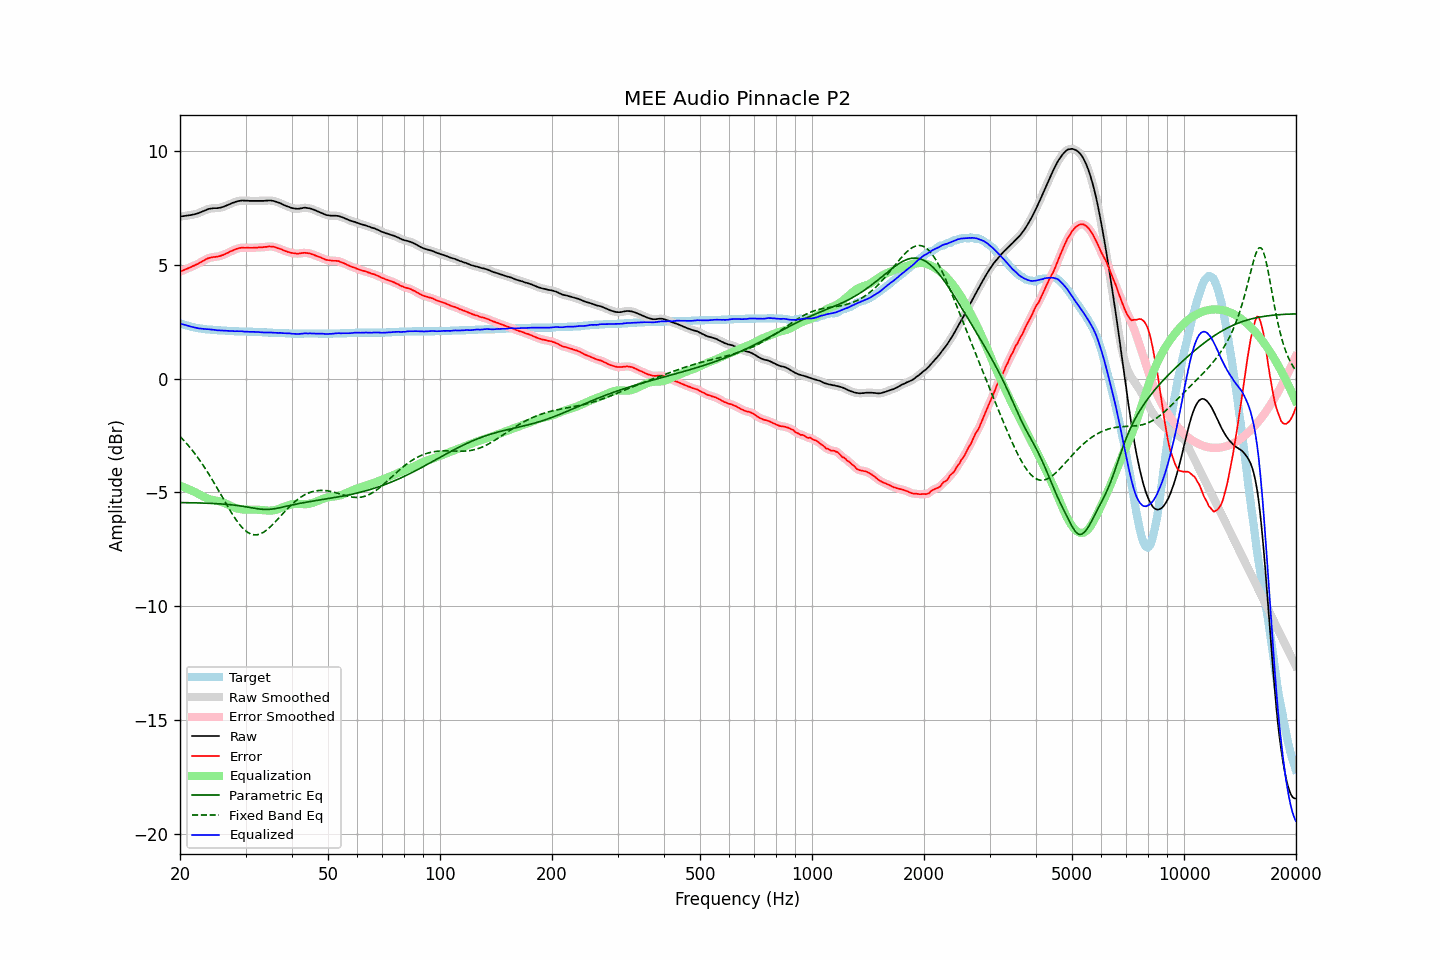 MEE Audio Pinnacle P2
Amplitude (dBr)
10
5
0
−5
−10
−15
−20
Target
Raw Smoothed
Error Smoothed
Raw
Error
Equalization
Parametric Eq
Fixed Band Eq
Equalized
20 50 100 200 500 1000 2000 5000 10000 20000
Frequency (Hz)